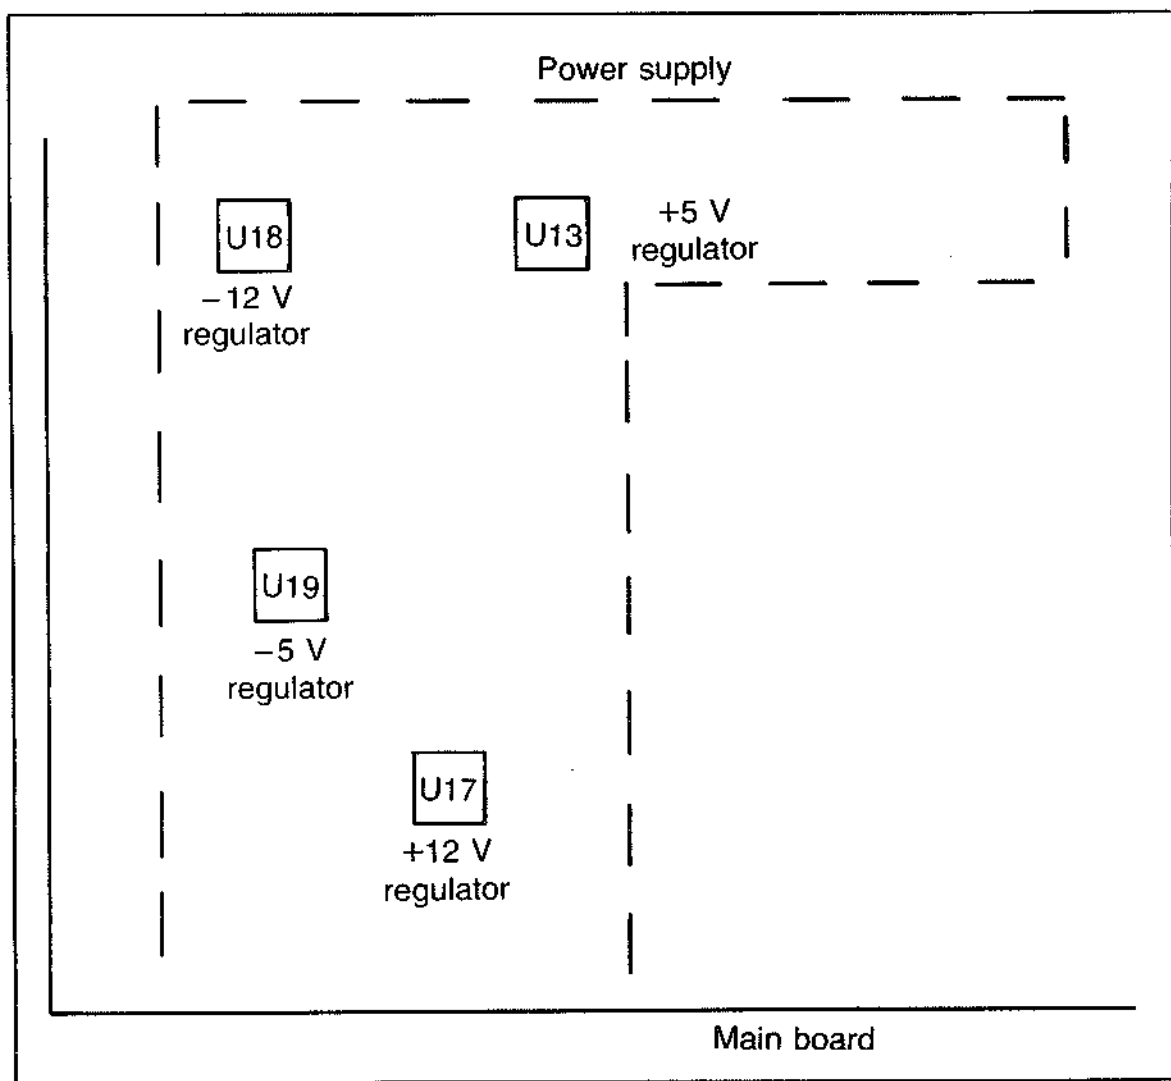 Power supply
U18
−12 V
regulator
U13
+5 V
regulator
U19
−5 V
regulator
U17
+12 V
regulator
Main board